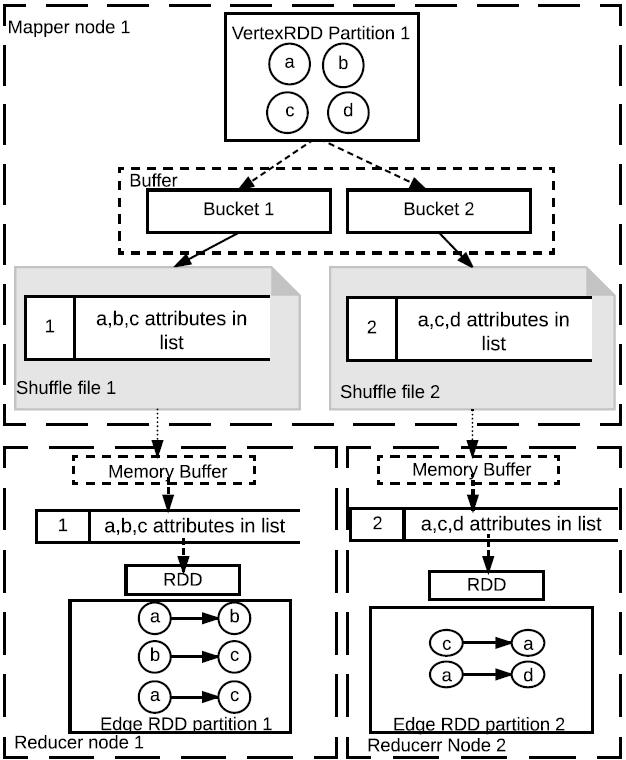 Mapper node 1
VertexRDD Partition 1
a b
c d
Buffer
Bucket 1
Bucket 2
1
a,b,c attributes in
list
Shuffle file 1
2
a,c,d attributes in
list
Shuffle file 2
Memory Buffer
1
a,b,c attributes in list
RDD
a b
b c
a c
Edge RDD partition 1
Reducer node 1
Memory Buffer
2
a,c,d attributes in list
RDD
c a
a d
Edge RDD partition 2
Reducerr Node 2